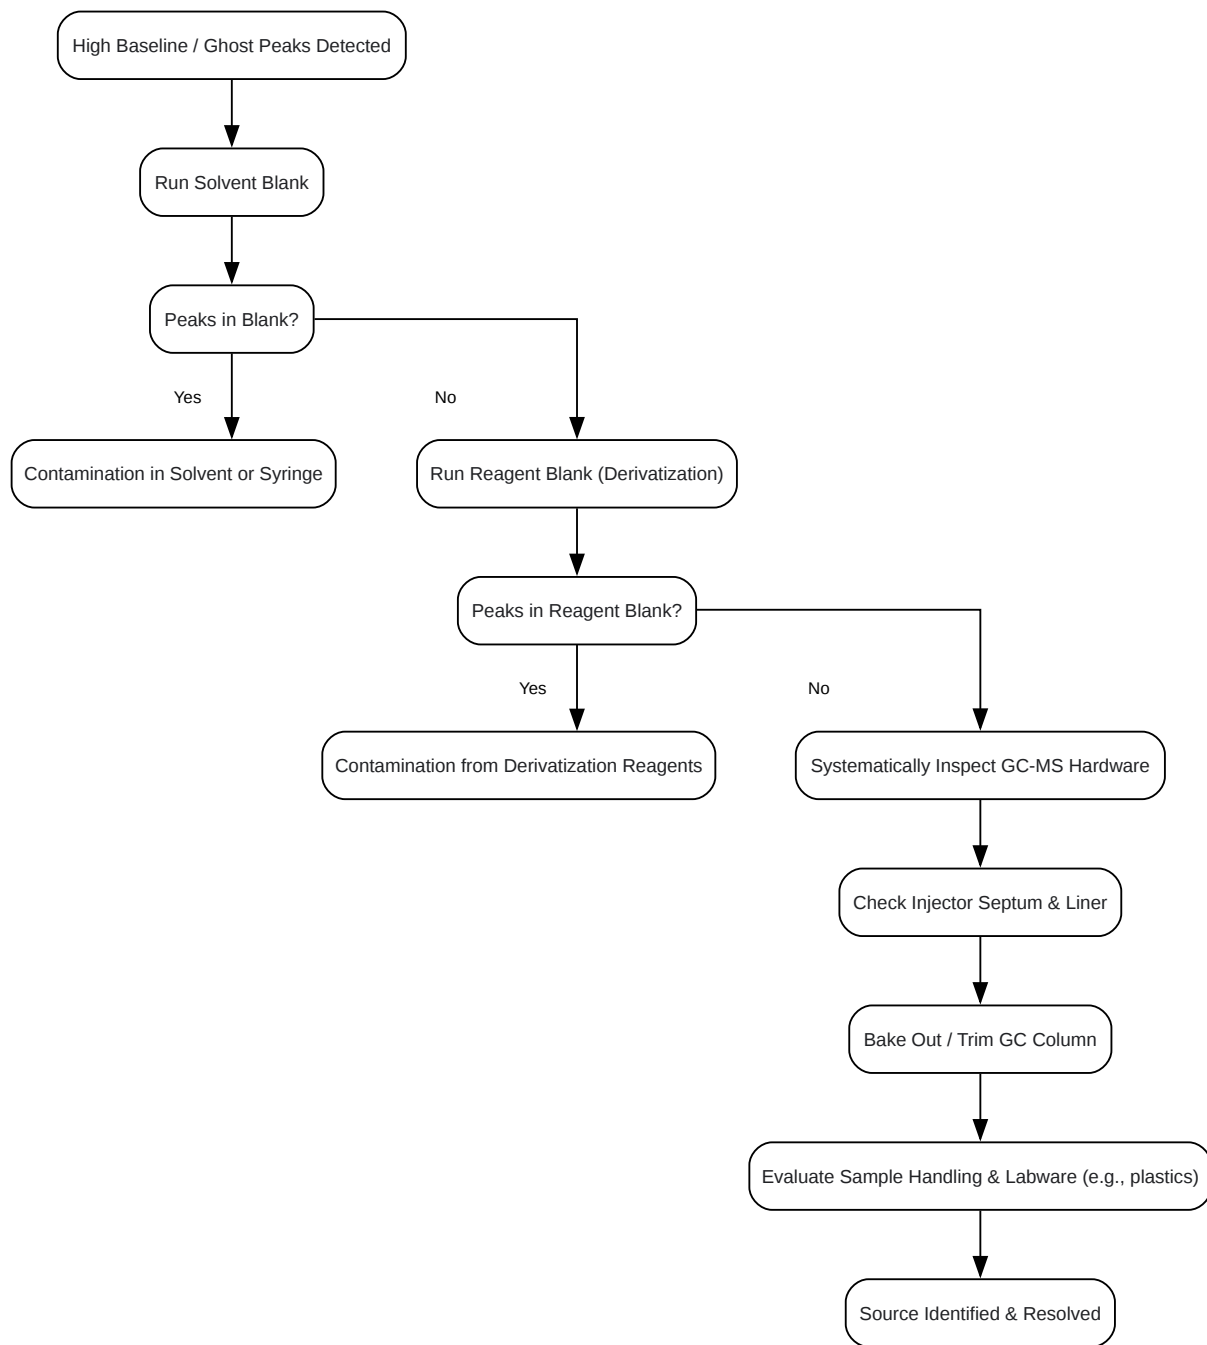 High Baseline / Ghost Peaks Detected
Run Solvent Blank
Peaks in Blank?
Yes
No
Contamination in Solvent or Syringe
Run Reagent Blank (Derivatization)
Peaks in Reagent Blank?
Yes
No
Contamination from Derivatization Reagents
Systematically Inspect GC-MS Hardware
Check Injector Septum & Liner
Bake Out / Trim GC Column
Evaluate Sample Handling & Labware (e.g., plastics)
Source Identified & Resolved